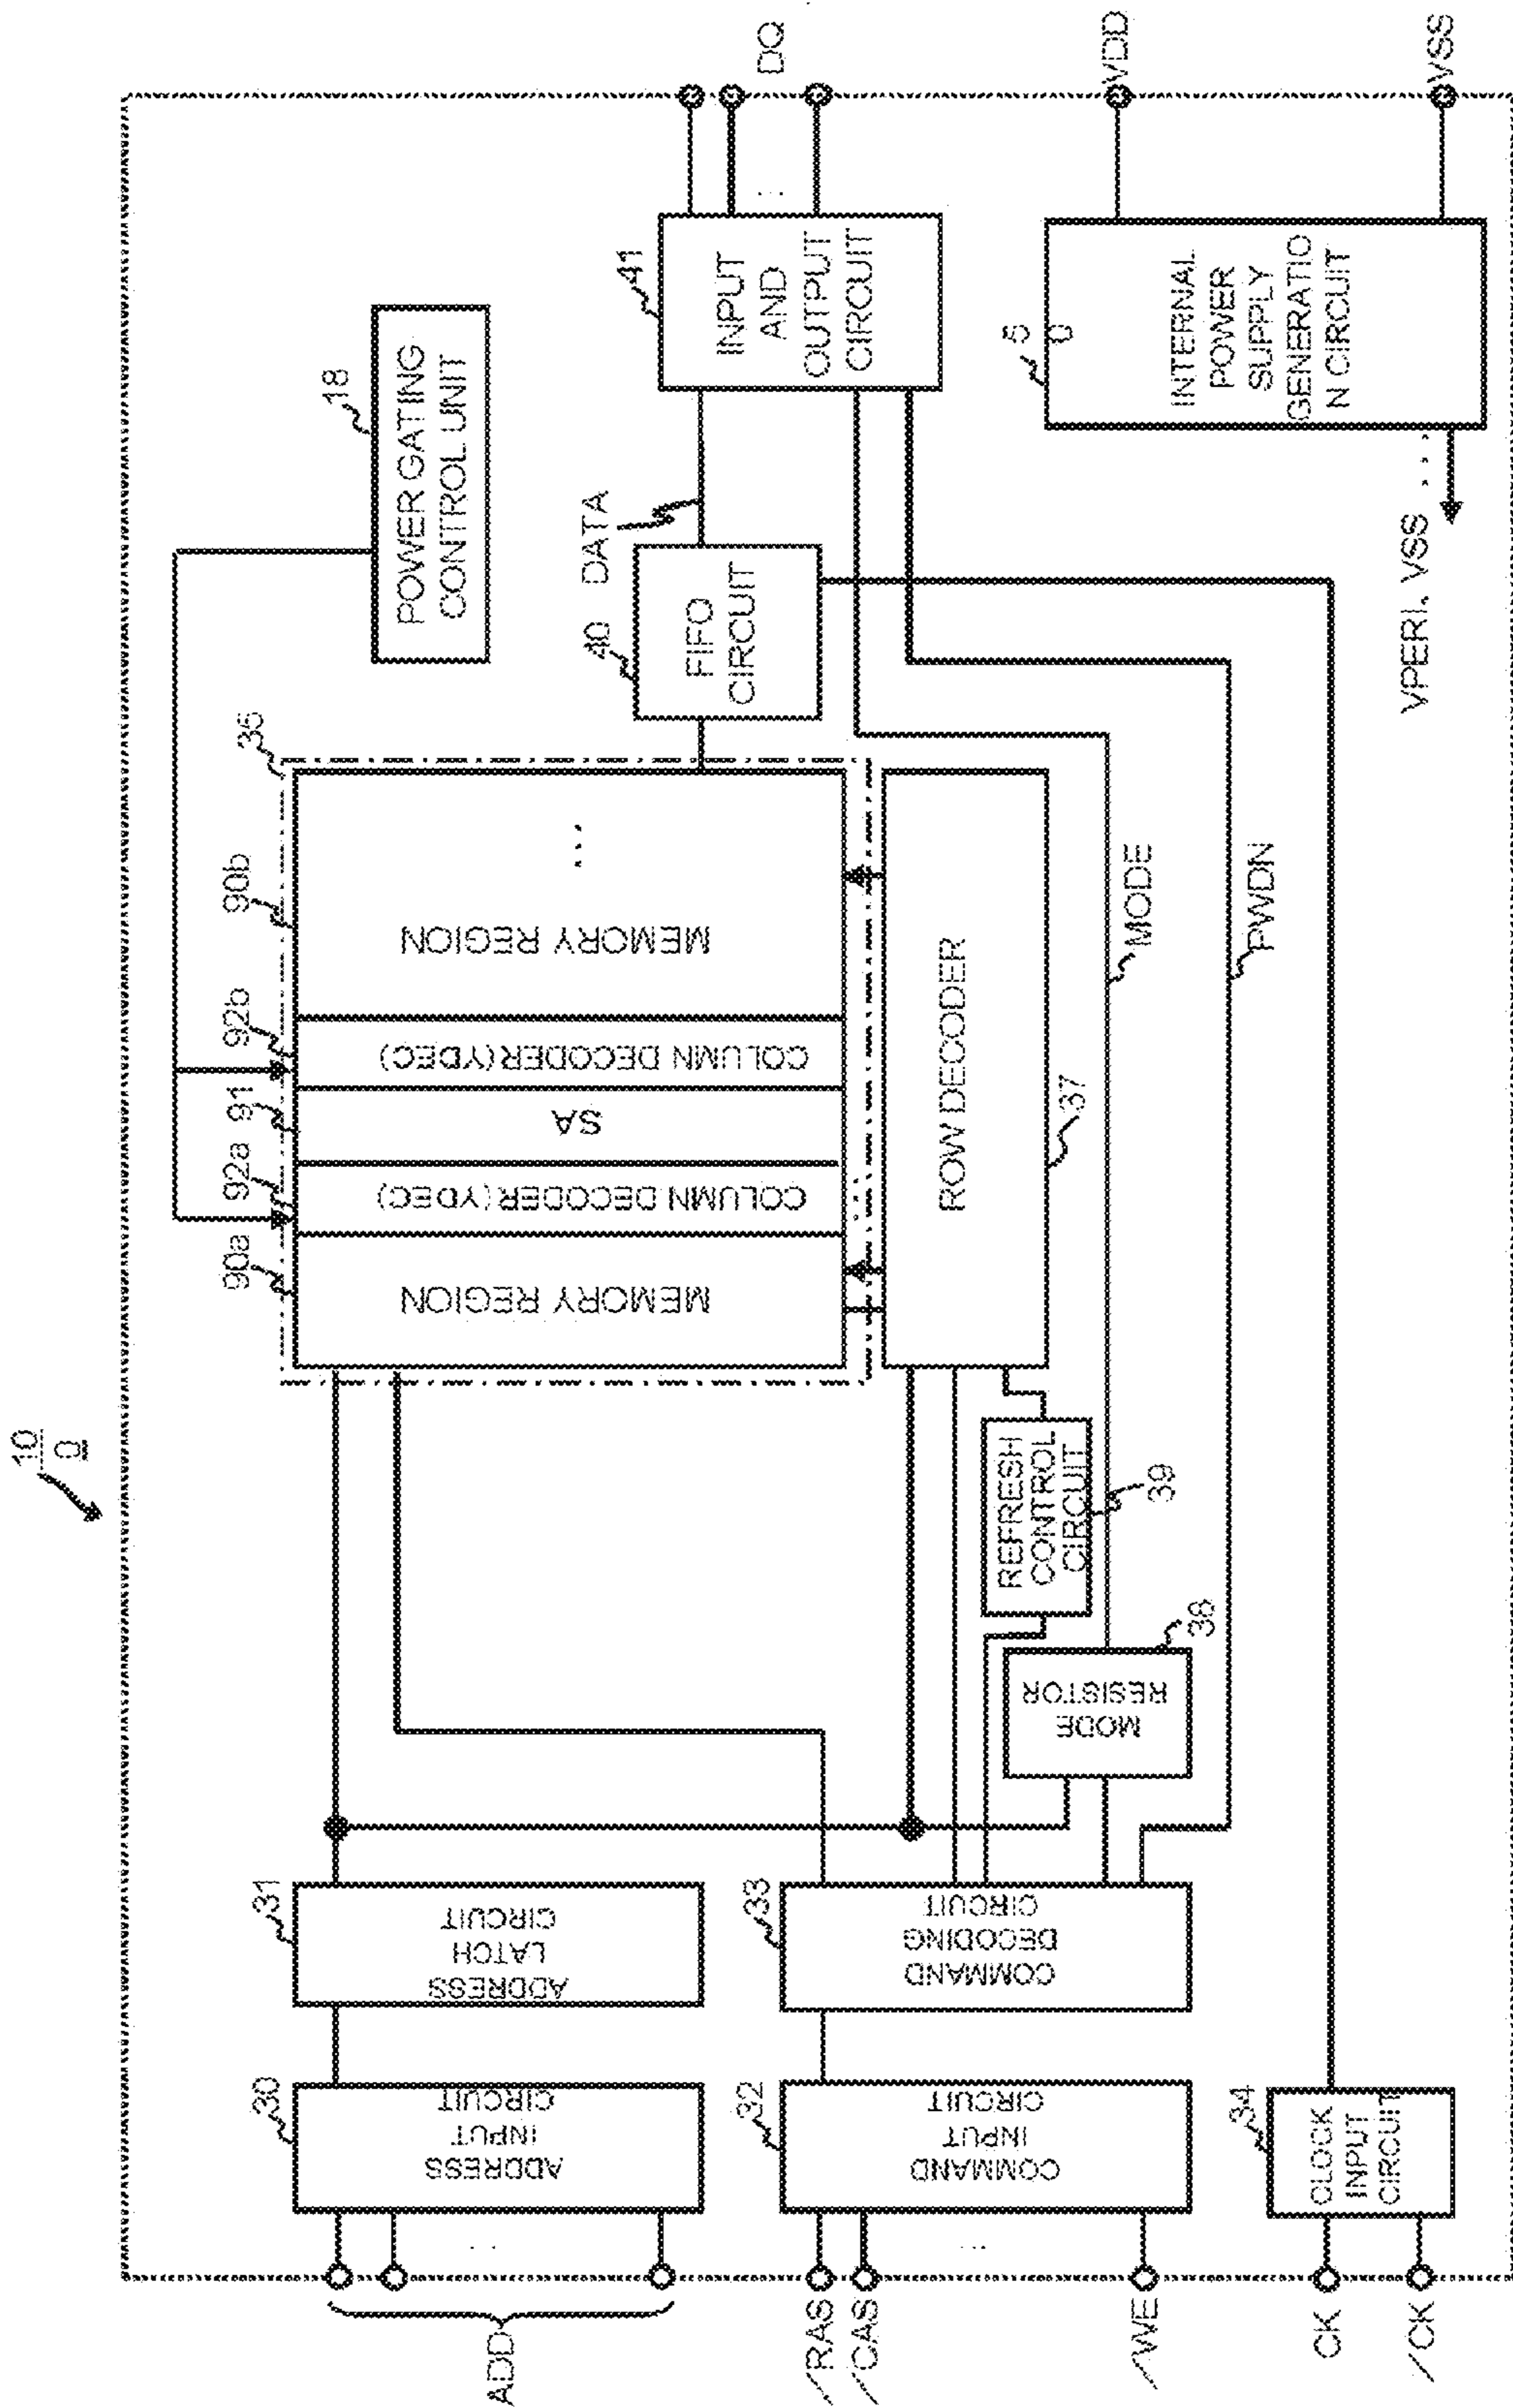 10
0
18
POWER GATING
CONTROL UNIT
35
90a
92a
91
92b
90b
MEMORY REGION
COLUMN DECODER(YDEC)
SA
COLUMN DECODER(YDEC)
MEMORY REGION
...
...
ADD
30
ADDRESS
INPUT
CIRCUIT
31
ADDRESS
LATCH
CIRCUIT
40
FIFO
CIRCUIT
DATA
41
INPUT
AND
OUTPUT
CIRCUIT
DQ
/RAS
/CAS
/WE
32
COMMAND
INPUT
CIRCUIT
33
COMMAND
DECODING
CIRCUIT
ROW DECODER
37
REFRESH
CONTROL
CIRCUIT
39
MODE
RESISTOR
38
MODE
PWDN
CK
/CK
34
CLOCK
INPUT
CIRCUIT
5
0
INTERNAL
POWER
SUPPLY
GENERATIO
N CIRCUIT
VDD
VSS
VPERI, VSS ...